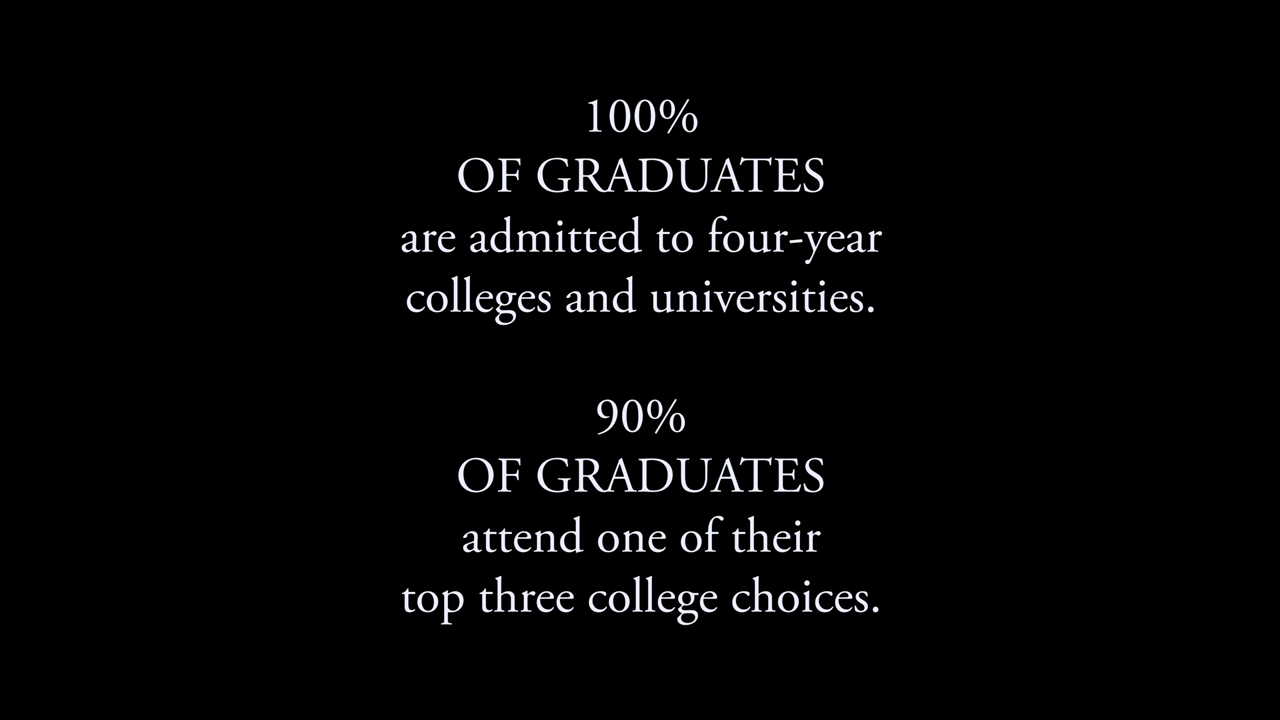 100%
OF GRADUATES
are admitted to four-year
colleges and universities.
90%
OF GRADUATES
attend one of their
top three college choices.